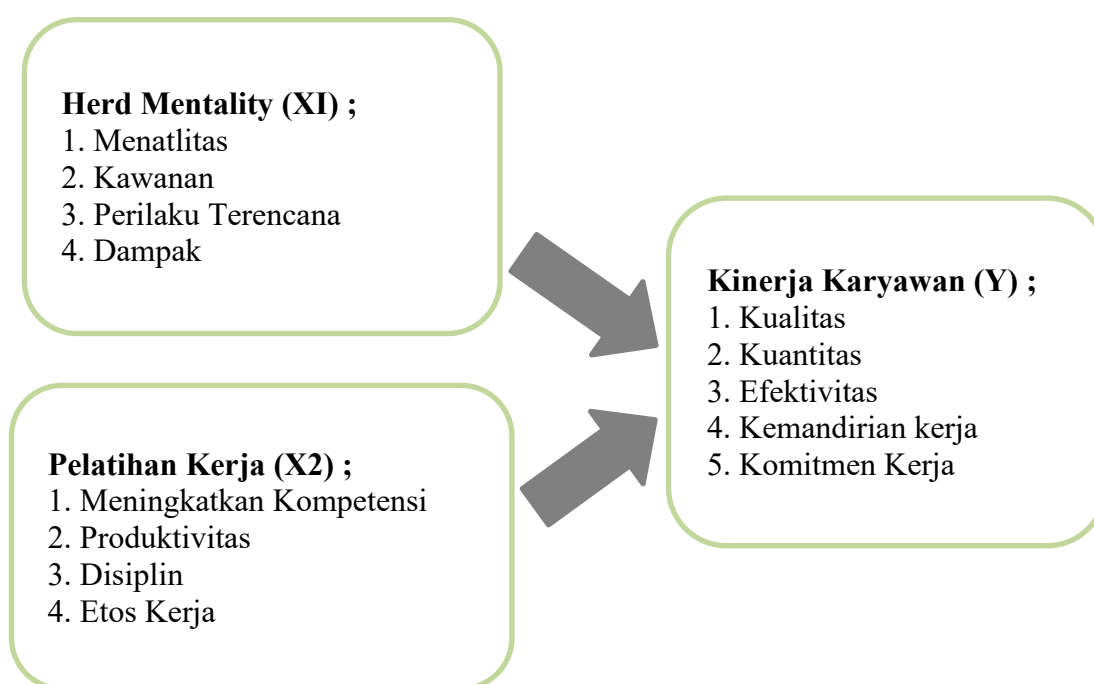 Herd Mentality (XI) ;
1. Menatlitas
2. Kawanan
3. Perilaku Terencana
4. Dampak
Kinerja Karyawan (Y) ;
1. Kualitas
2. Kuantitas
3. Efektivitas
4. Kemandirian kerja
5. Komitmen Kerja
Pelatihan Kerja (X2) ;
1. Meningkatkan Kompetensi
2. Produktivitas
3. Disiplin
4. Etos Kerja